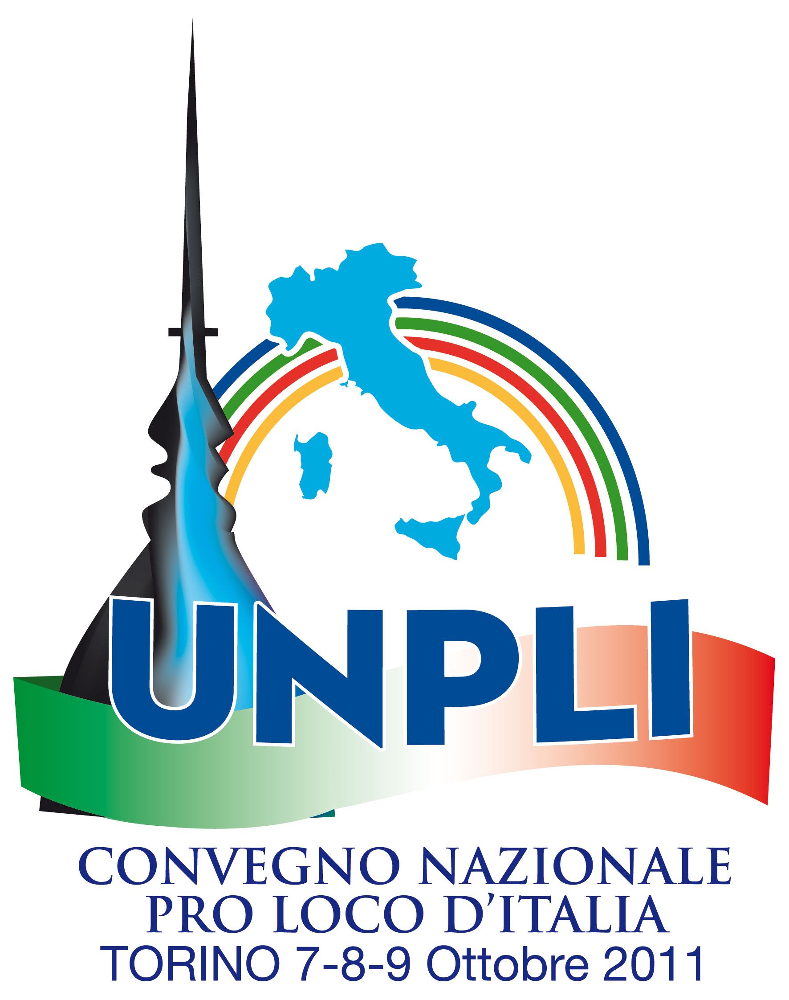 UNPLI
CONVEGNO NAZIONALE
PRO LOCO D'ITALIA
TORINO 7-8-9 Ottobre 2011